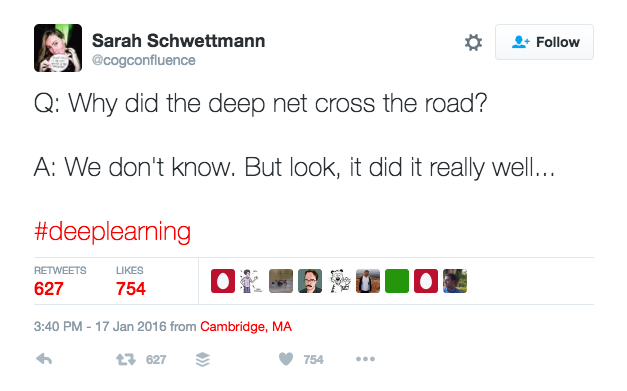 Sarah Schwettmann
@cogconfluence
Follow
Q: Why did the deep net cross the road?
A: We don't know. But look, it did it really well...
#deeplearning
RETWEETS LIKES
627 754
3:40 PM - 17 Jan 2016 from Cambridge, MA
627 754